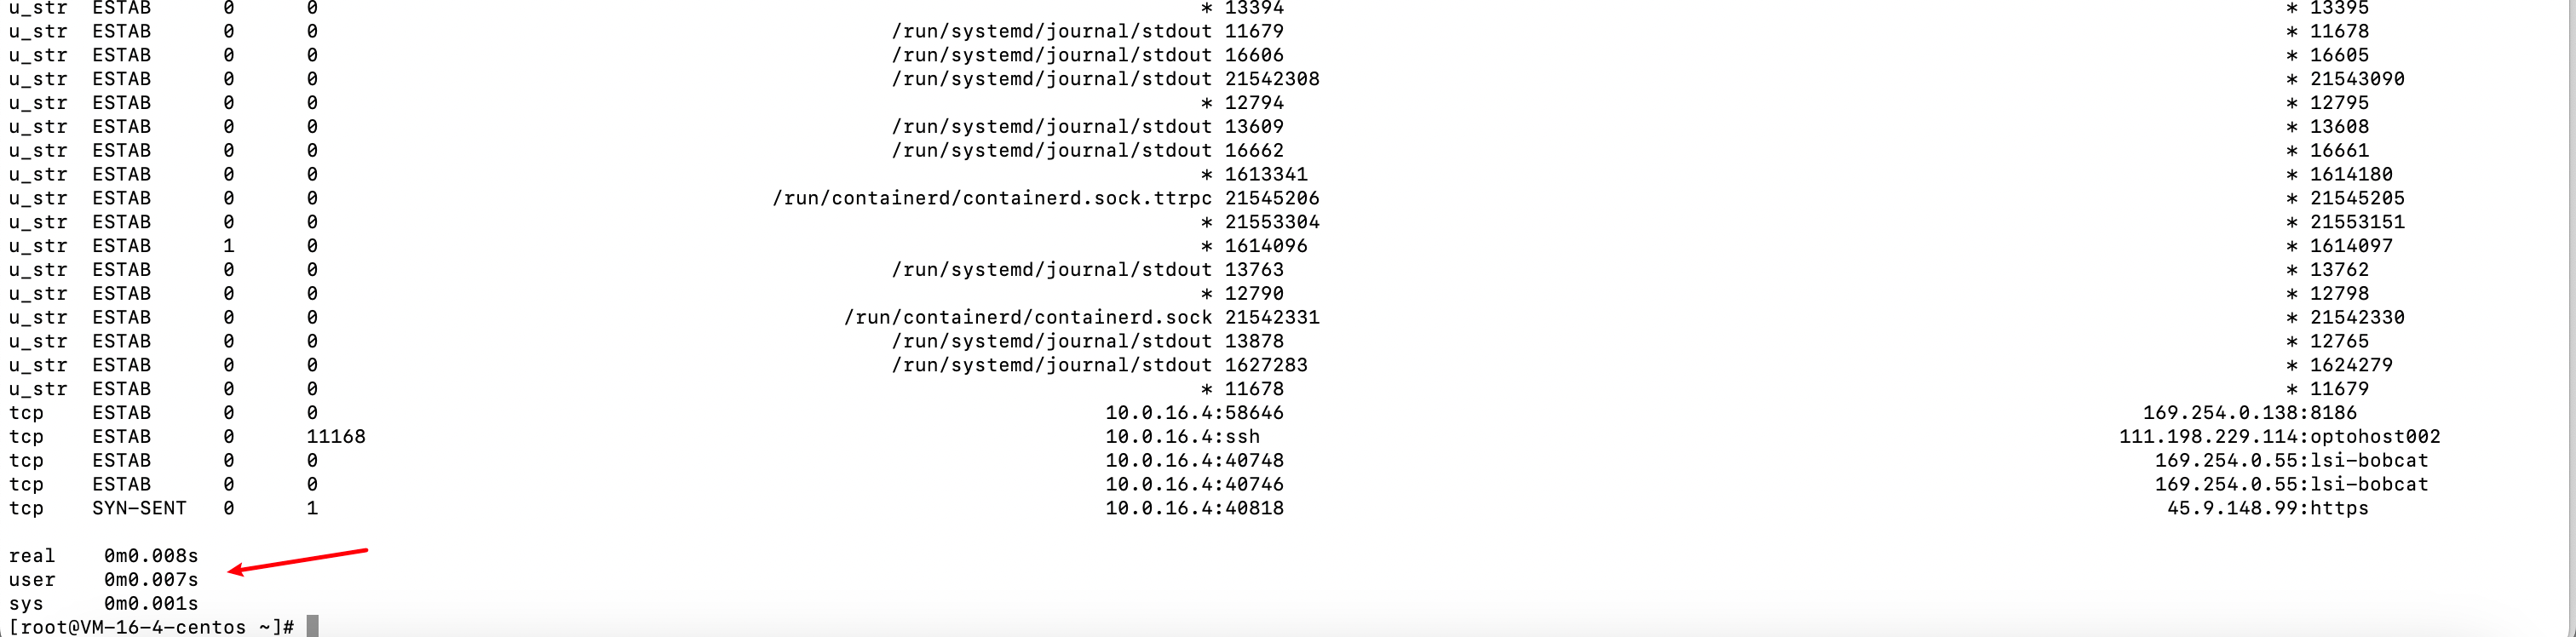 u_str ESTAB 0 0 * 13394 * 13395
u_str ESTAB 0 0 /run/systemd/journal/stdout 11679 * 11678
u_str ESTAB 0 0 /run/systemd/journal/stdout 16606 * 16605
u_str ESTAB 0 0 /run/systemd/journal/stdout 21542308 * 21543090
u_str ESTAB 0 0 * 12794 * 12795
u_str ESTAB 0 0 /run/systemd/journal/stdout 13609 * 13608
u_str ESTAB 0 0 /run/systemd/journal/stdout 16662 * 16661
u_str ESTAB 0 0 * 1613341 * 1614180
u_str ESTAB 0 0 /run/containerd/containerd.sock.ttrpc 21545206 * 21545205
u_str ESTAB 0 0 * 21553304 * 21553151
u_str ESTAB 1 0 * 1614096 * 1614097
u_str ESTAB 0 0 /run/systemd/journal/stdout 13763 * 13762
u_str ESTAB 0 0 * 12790 * 12798
u_str ESTAB 0 0 /run/containerd/containerd.sock 21542331 * 21542330
u_str ESTAB 0 0 /run/systemd/journal/stdout 13878 * 12765
u_str ESTAB 0 0 /run/systemd/journal/stdout 1627283 * 1624279
u_str ESTAB 0 0 * 11678 * 11679
tcp ESTAB 0 0 10.0.16.4:58646 169.254.0.138:8186
tcp ESTAB 0 11168 10.0.16.4:ssh 111.198.229.114:optohost002
tcp ESTAB 0 0 10.0.16.4:40748 169.254.0.55:lsi-bobcat
tcp ESTAB 0 0 10.0.16.4:40746 169.254.0.55:lsi-bobcat
tcp SYN-SENT 0 1 10.0.16.4:40818 45.9.148.99:https
real 0m0.008s
user 0m0.007s
sys 0m0.001s
[root@VM-16-4-centos ~]#